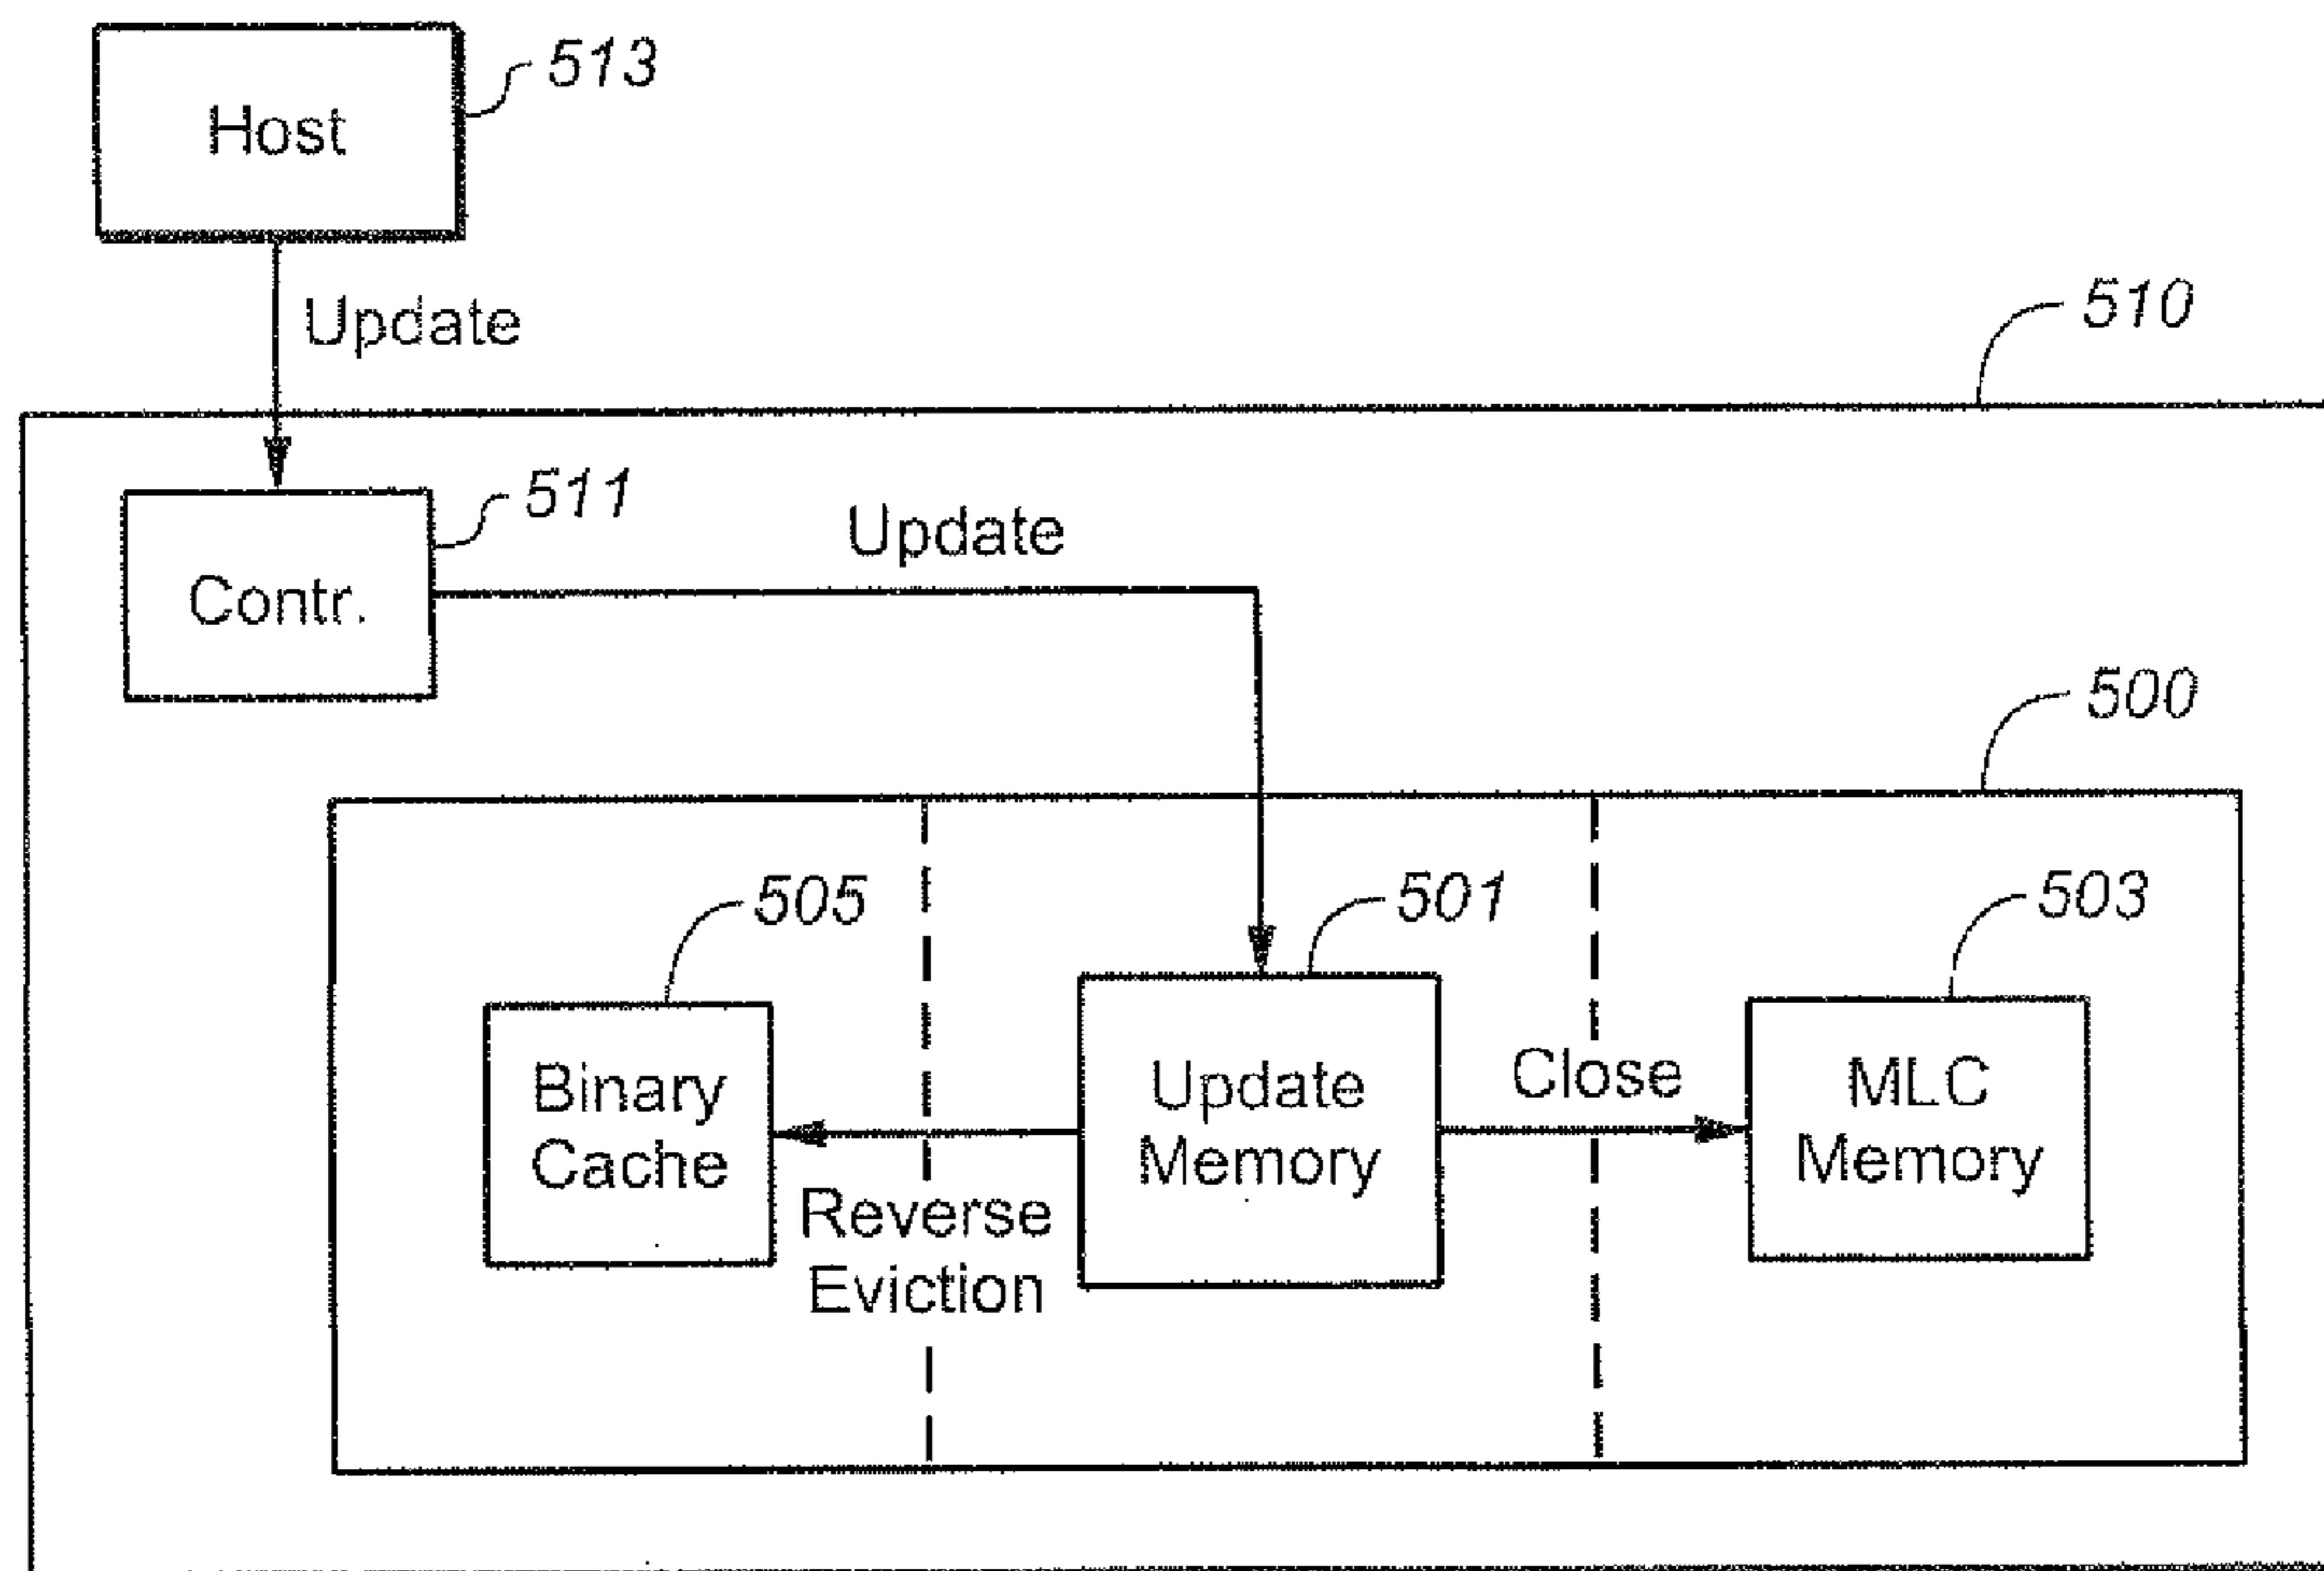 513
Host
Update
510
511
Update
Contr.
500
505
501
503
Binary
Cache
Update
Memory
Close
MLC
Memory
Reverse
Eviction